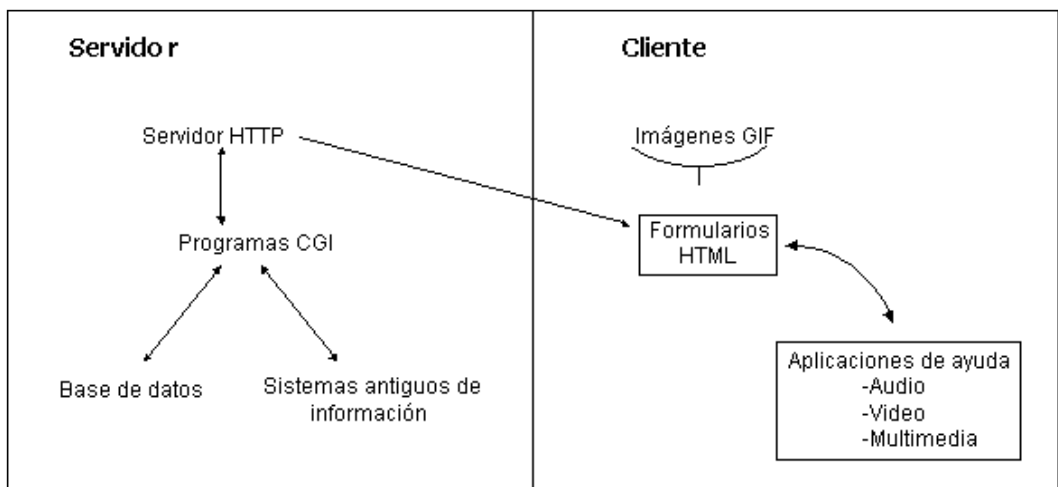 Servidor
Servidor HTTP
Programas CGI
Base de datos
Sistemas antiguos de
información
Cliente
Imágenes GIF
Formularios
HTML
Aplicaciones de ayuda
-Audio
-Video
-Multimedia